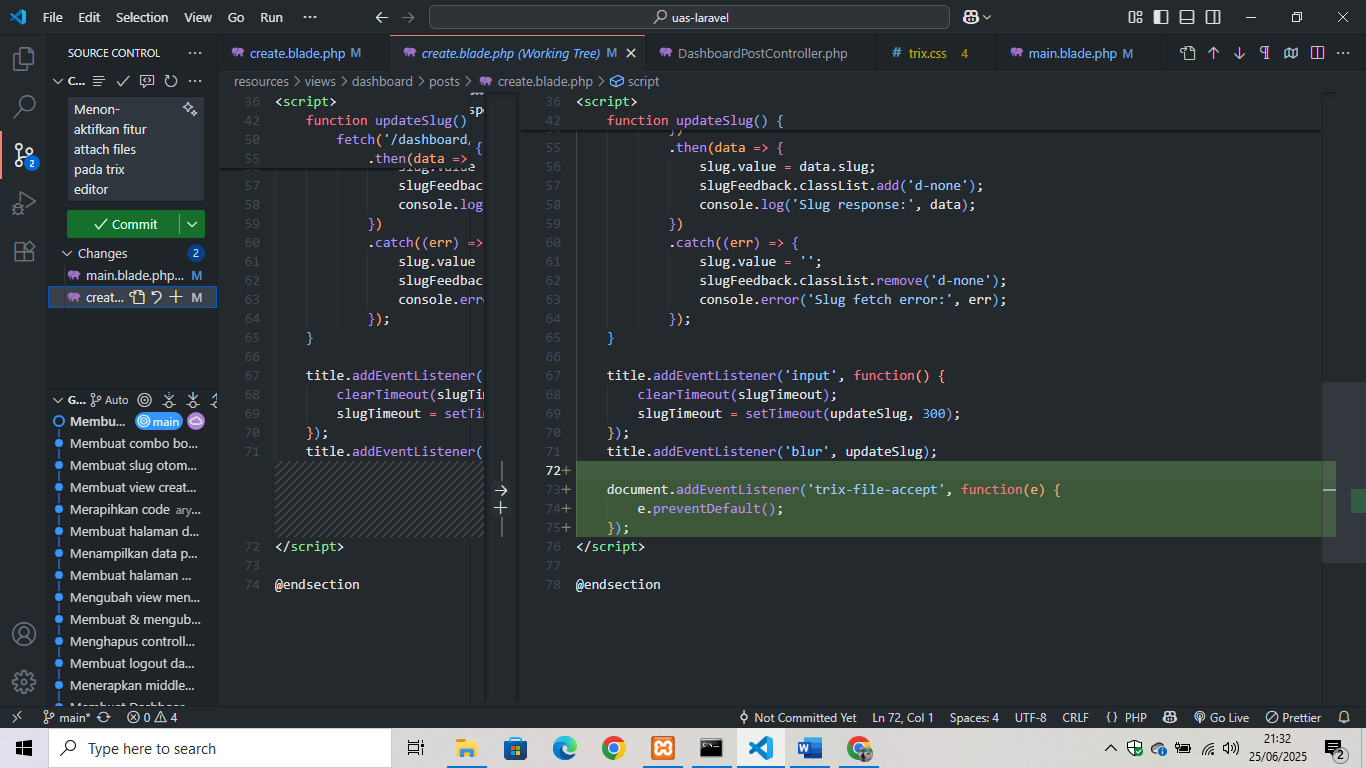 File Edit Selection View Go Run ··· uas-laravel
SOURCE CONTROL ···
create.blade.php M
create.blade.php (Working Tree) M
DashboardPostController.php
# trix.css 4
main.blade.php M
C...
resources > views > dashboard > posts > create.blade.php > script
Menon-
aktifkan fitur
attach files
pada trix
editor
Commit
Changes 2
main.blade.php... M
creat... M
G... Auto
Membu... main
Membuat combo bo...
Membuat slug otom...
Membuat view creat...
Merapihkan code ary...
Membuat halaman d...
Menampilkan data p...
Membuat halaman ...
Mengubah view men...
Membuat & mengub...
Menghapus controll...
Membuat logout da...
Menerapkan middle...
36 <script>
42 function updateSlug()
50 fetch('/dashboard/
55 .then(data =>
57 slugFeedbac
58 console.log
59 })
60 .catch((err) =>
61 slug.value
62 slugFeedbac
63 console.erro
64 });
65 }
66
67 title.addEventListener(
68 clearTimeout(slugTi
69 slugTimeout = setTi
70 });
71 title.addEventListener(
72 </script>
73
74 @endsection
36 <script>
42 function updateSlug() {
55 .then(data => {
56 slug.value = data.slug;
57 slugFeedback.classList.add('d-none');
58 console.log('Slug response:', data);
59 })
60 .catch((err) => {
61 slug.value = '';
62 slugFeedback.classList.remove('d-none');
63 console.error('Slug fetch error:', err);
64 });
65 }
66
67 title.addEventListener('input', function() {
68 clearTimeout(slugTimeout);
69 slugTimeout = setTimeout(updateSlug, 300);
70 });
71 title.addEventListener('blur', updateSlug);
72+
73+ document.addEventListener('trix-file-accept', function(e) {
74+ e.preventDefault();
75+ });
76 </script>
77
78 @endsection
main* 0 4 Not Committed Yet Ln 72, Col 1 Spaces: 4 UTF-8 CRLF {} PHP Go Live Prettier
Type here to search
21:32
25/06/2025
2